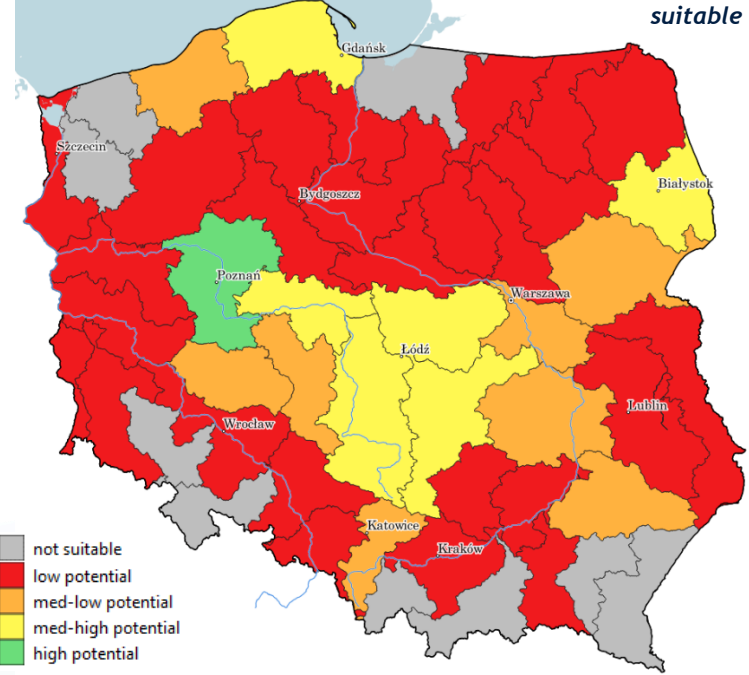 suitable
Gdańsk
Szczecin
Białystok
Bydgoszcz
Poznań
Warszawa
Łódź
Lublin
Wrocław
Katowice
Kraków
not suitable
low potential
med-low potential
med-high potential
high potential